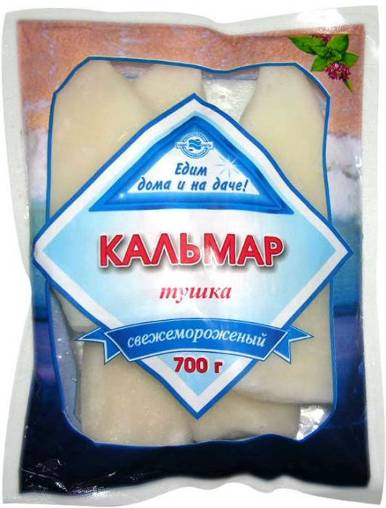 Едим
дома и на даче!
КАЛЬМАР
тушка
свежемороженый
700 г